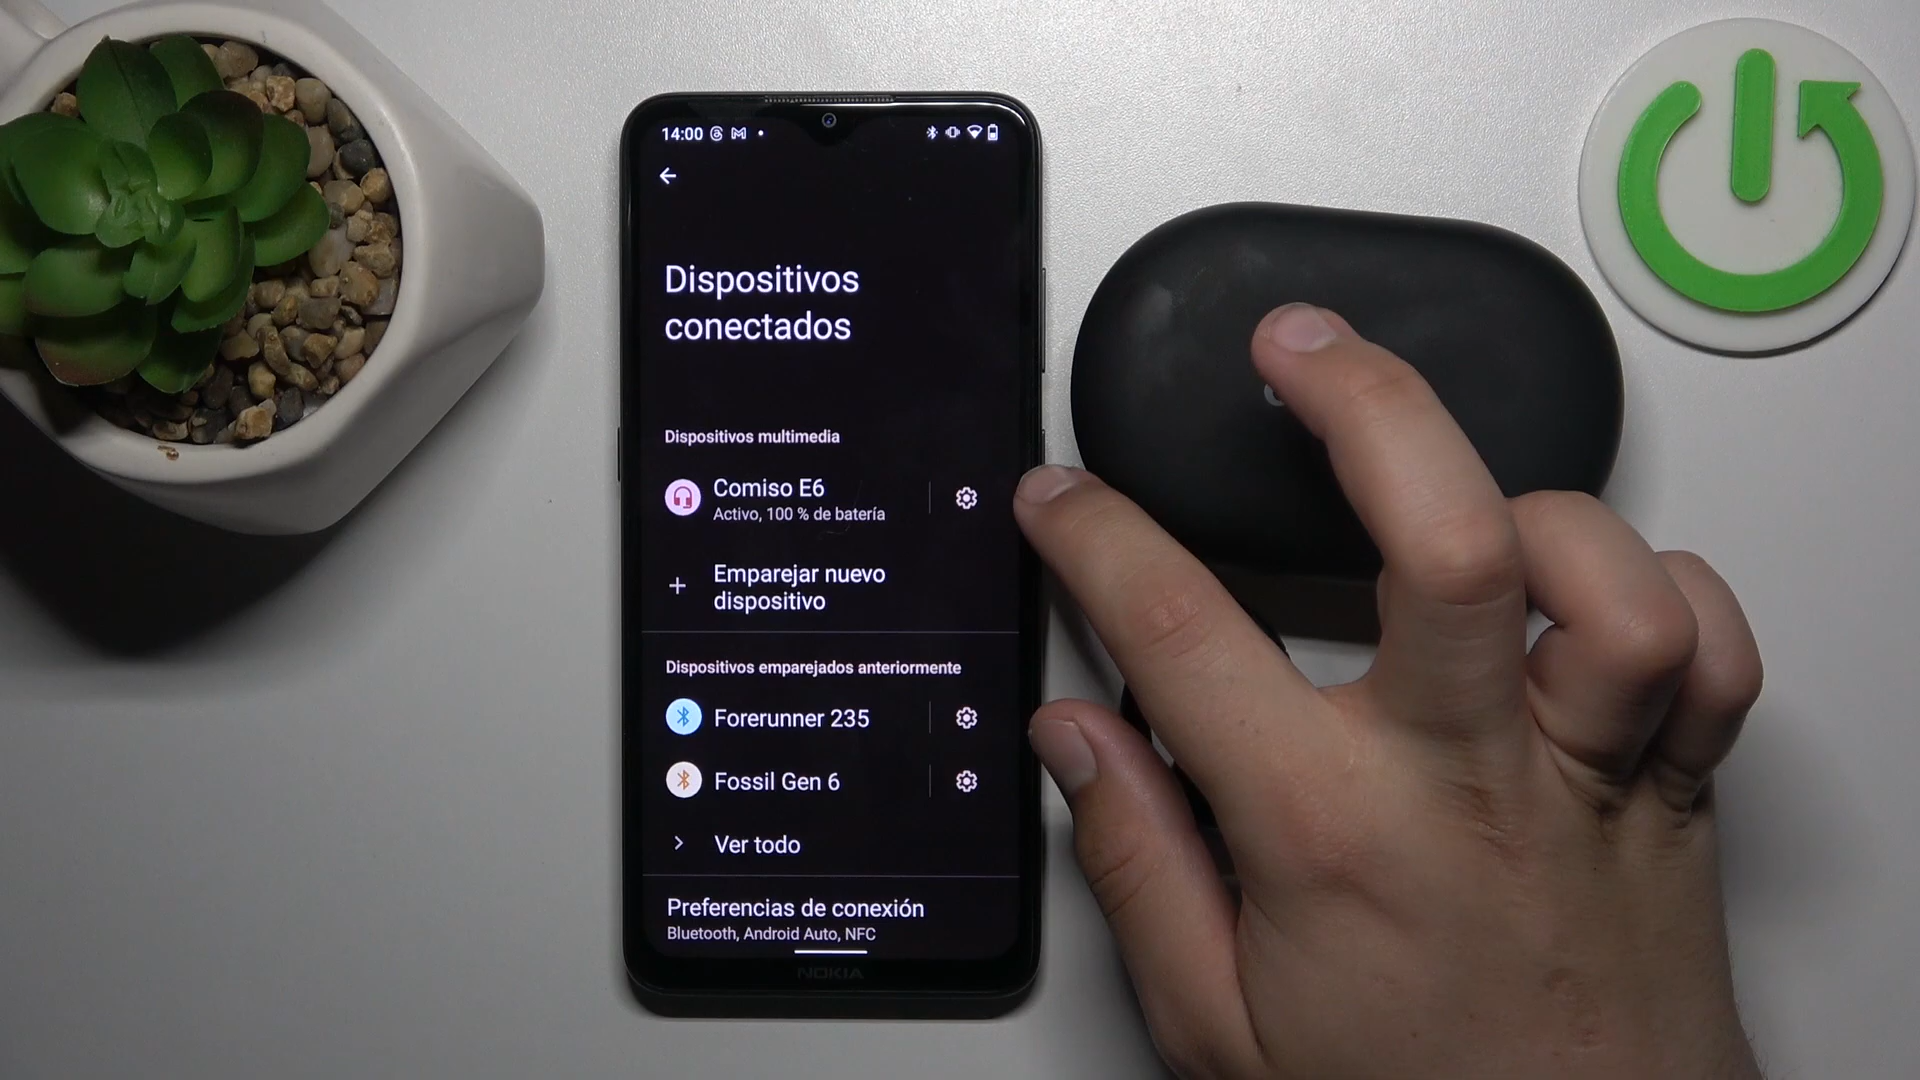 14:00
Dispositivos
conectados
Dispositivos multimedia
Comiso E6
Activo, 100 % de batería
Emparejar nuevo
dispositivo
Dispositivos emparejados anteriormente
Forerunner 235
Fossil Gen 6
Ver todo
Preferencias de conexión
Bluetooth, Android Auto, NFC
NOKIA